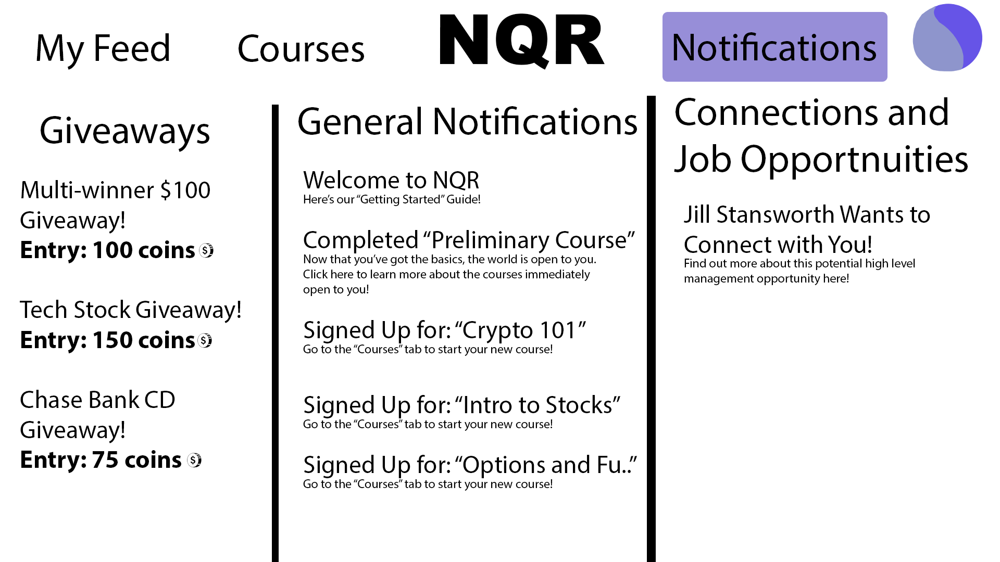 My Feed
Courses
NQR
Notifications
Giveaways
Multi-winner $100
Giveaway!
Entry: 100 coins
Tech Stock Giveaway!
Entry: 150 coins
Chase Bank CD
Giveaway!
Entry: 75 coins
General Notifications
Welcome to NQR
Here’s our “Getting Started” Guide!
Completed “Preliminary Course”
Now that you’ve got the basics, the world is open to you.
Click here to learn more about the courses immediately
open to you!
Signed Up for: “Crypto 101”
Go to the “Courses” tab to start your new course!
Signed Up for: “Intro to Stocks”
Go to the “Courses” tab to start your new course!
Signed Up for: “Options and Fu..”
Go to the “Courses” tab to start your new course!
Connections and
Job Opportnuities
Jill Stansworth Wants to
Connect with You!
Find out more about this potential high level
management opportunity here!